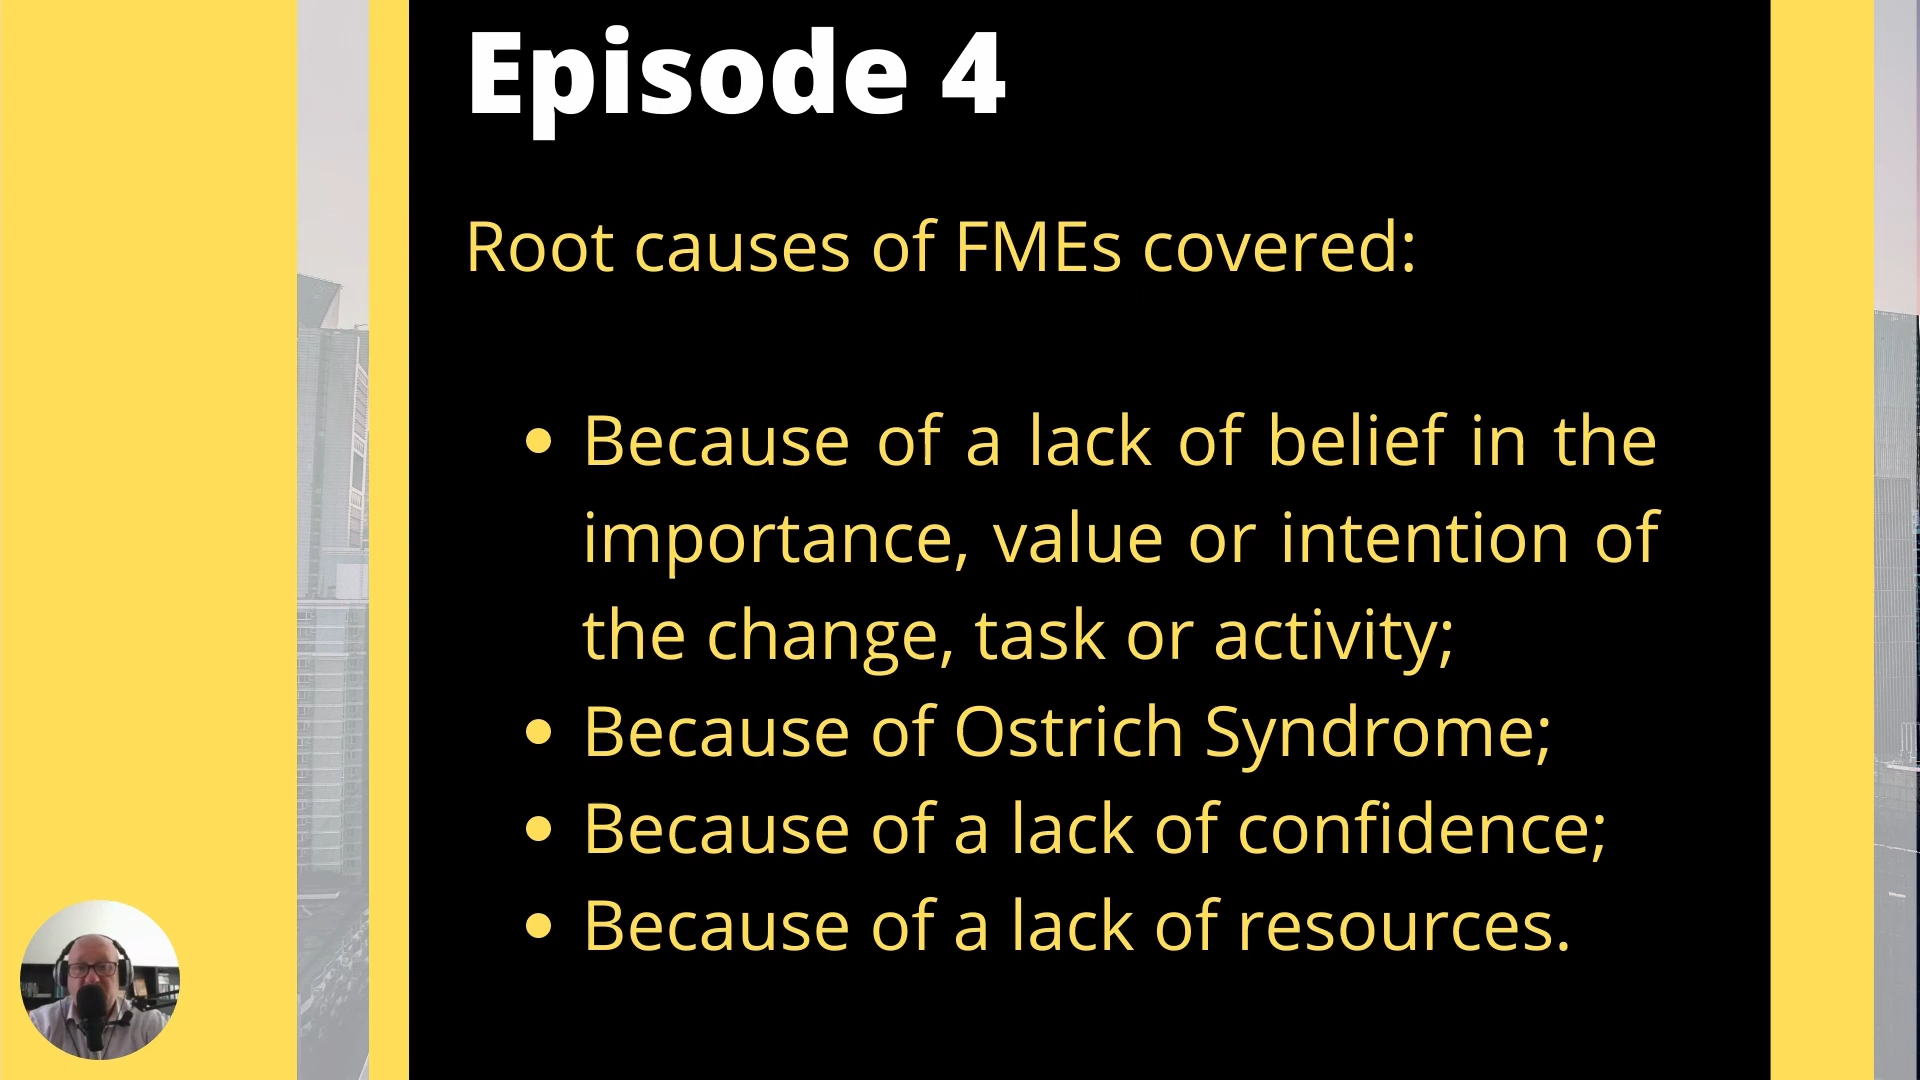 Episode 4
Root causes of FMEs covered:
• Because of a lack of belief in the
importance, value or intention of
the change, task or activity;
• Because of Ostrich Syndrome;
• Because of a lack of confidence;
• Because of a lack of resources.